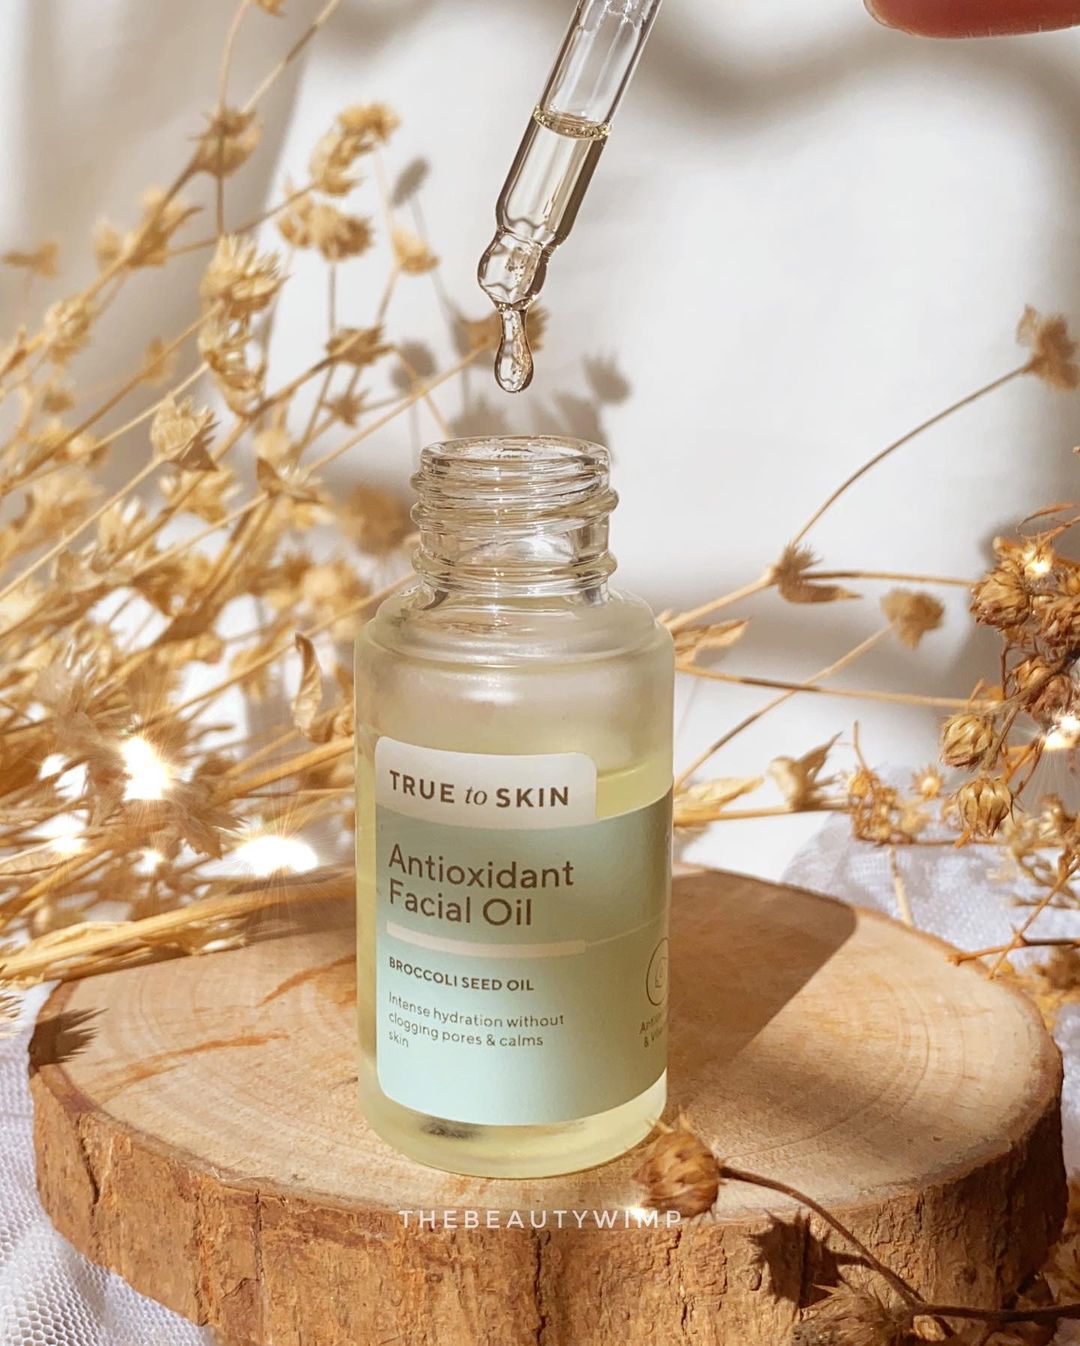 TRUE to SKIN
Antioxidant
Facial Oil
BROCCOLI SEED OIL
Intense hydration without
clogging pores & calms
skin
&
THEBEAUTYWIMP